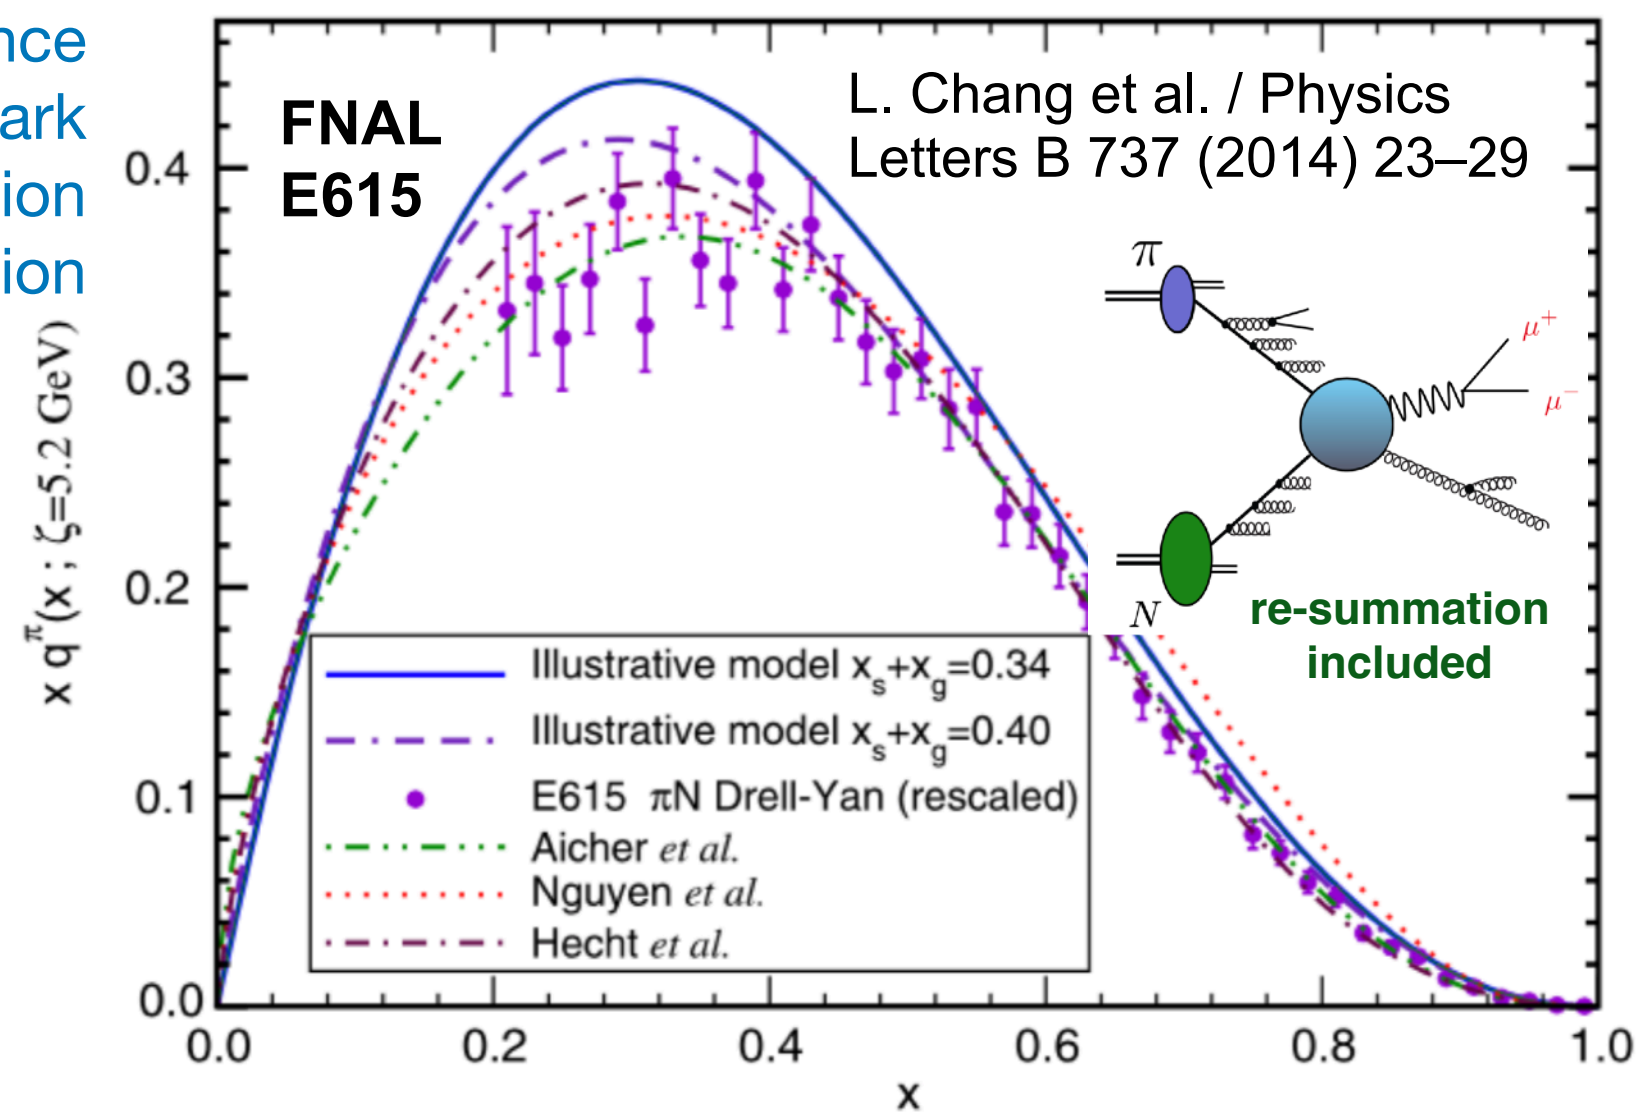 nce
ark
ion
ion
FNAL
E615
L. Chang et al. / Physics
Letters B 737 (2014) 23–29
π
μ⁺
μ⁻
N
re-summation
included
x q^π(x ; ζ=5.2 GeV)
0.4
0.3
0.2
0.1
0.0
Illustrative model x_s+x_g=0.34
Illustrative model x_s+x_g=0.40
E615 πN Drell-Yan (rescaled)
Aicher et al.
Nguyen et al.
Hecht et al.
0.0 0.2 0.4 0.6 0.8 1.0
x